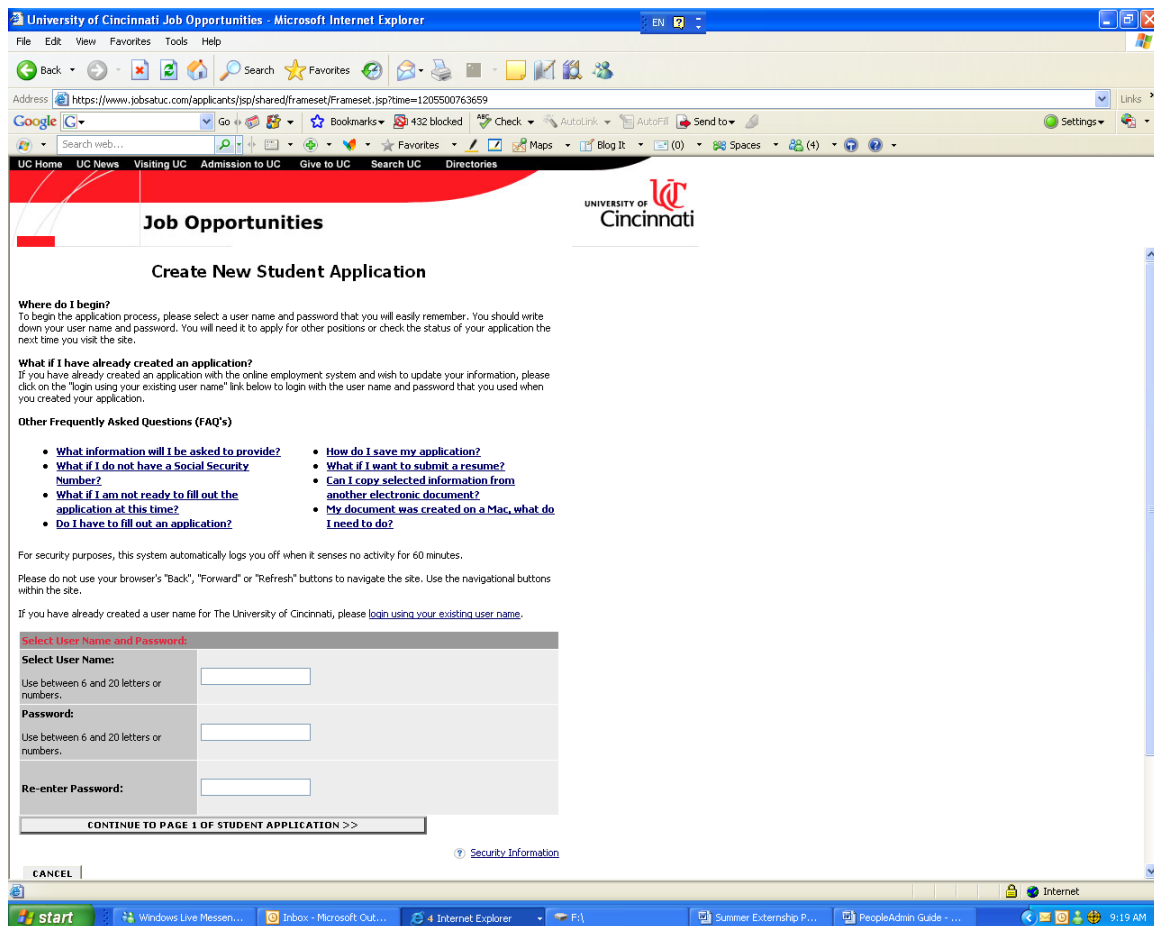 University of Cincinnati Job Opportunities - Microsoft Internet Explorer
EN
File Edit View Favorites Tools Help
Back Search Favorites
Address https://www.jobsatuc.com/applicants/jsp/shared/frameset/Frameset.jsp?time=1205500763659 Links
Google Go Bookmarks 432 blocked Check AutoLink AutoFill Send to Settings
Search web... Favorites Maps Blog It (0) Spaces (4)
UC Home UC News Visiting UC Admission to UC Give to UC Search UC Directories
UNIVERSITY OF
Cincinnati
Job Opportunities
Create New Student Application
Where do I begin?
To begin the application process, please select a user name and password that you will easily remember. You should write
down your user name and password. You will need it to apply for other positions or check the status of your application the
next time you visit the site.
What if I have already created an application?
If you have already created an application with the online employment system and wish to update your information, please
click on the "login using your existing user name" link below to login with the user name and password that you used when
you created your application.
Other Frequently Asked Questions (FAQ's)
• What information will I be asked to provide?
• What if I do not have a Social Security
Number?
• What if I am not ready to fill out the
application at this time?
• Do I have to fill out an application?
• How do I save my application?
• What if I want to submit a resume?
• Can I copy selected information from
another electronic document?
• My document was created on a Mac, what do
I need to do?
For security purposes, this system automatically logs you off when it senses no activity for 60 minutes.
Please do not use your browser's "Back", "Forward" or "Refresh" buttons to navigate the site. Use the navigational buttons
within the site.
If you have already created a user name for The University of Cincinnati, please login using your existing user name.
Select User Name and Password:
Select User Name:
Use between 6 and 20 letters or
numbers.
Password:
Use between 6 and 20 letters or
numbers.
Re-enter Password:
CONTINUE TO PAGE 1 OF STUDENT APPLICATION >>
Security Information
CANCEL
Internet
start Windows Live Messen... Inbox - Microsoft Out... 4 Internet Explorer F:\ Summer Externship P... PeopleAdmin Guide - ... 9:19 AM